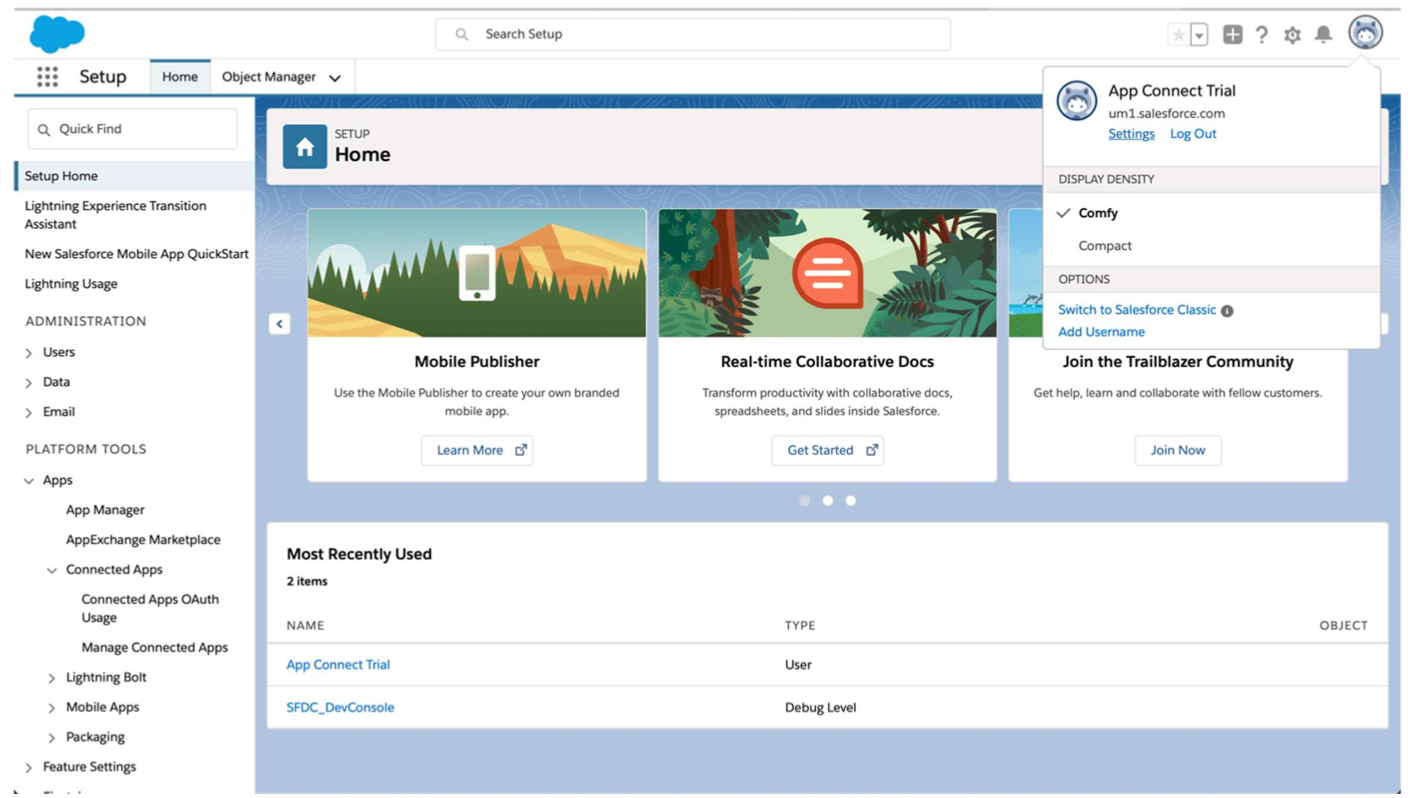 Search Setup
Setup
Home
Object Manager
Quick Find
Setup Home
Lightning Experience Transition
Assistant
New Salesforce Mobile App QuickStart
Lightning Usage
ADMINISTRATION
Users
Data
Email
PLATFORM TOOLS
Apps
App Manager
AppExchange Marketplace
Connected Apps
Connected Apps OAuth
Usage
Manage Connected Apps
Lightning Bolt
Mobile Apps
Packaging
Feature Settings
SETUP
Home
Mobile Publisher
Use the Mobile Publisher to create your own branded
mobile app.
Learn More
Real-time Collaborative Docs
Transform productivity with collaborative docs,
spreadsheets, and slides inside Salesforce.
Get Started
Join the Trailblazer Community
Get help, learn and collaborate with fellow customers.
Join Now
Most Recently Used
2 items
NAME TYPE OBJECT
App Connect Trial User
SFDC_DevConsole Debug Level
App Connect Trial
um1.salesforce.com
Settings Log Out
DISPLAY DENSITY
Comfy
Compact
OPTIONS
Switch to Salesforce Classic
Add Username